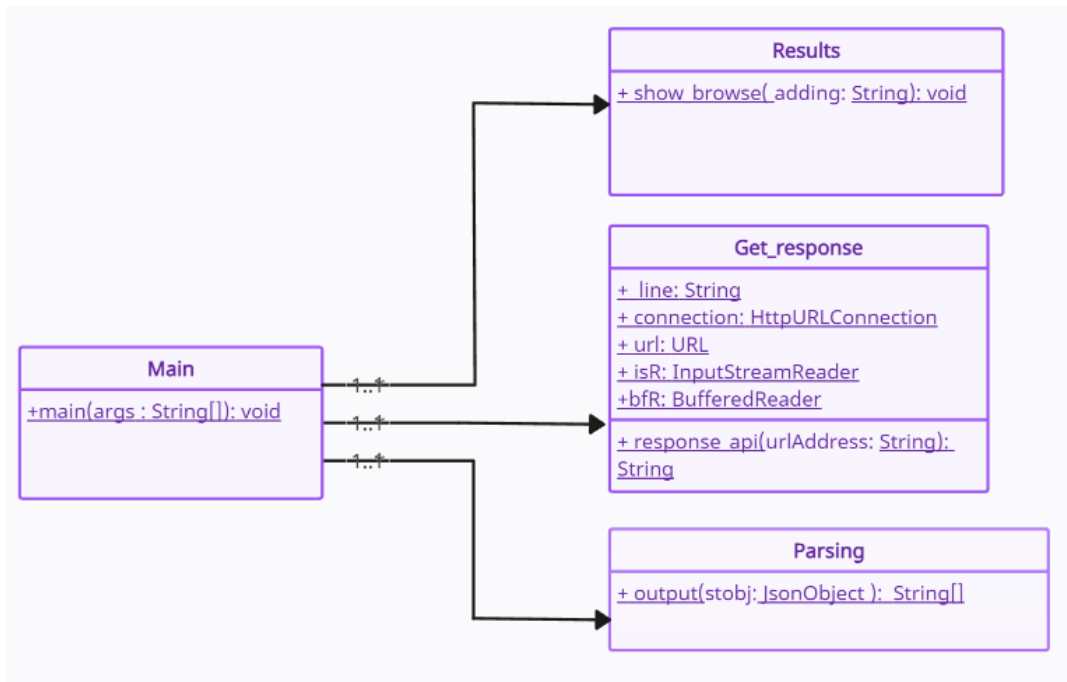 Results
+ show_browse( adding: String): void
Get_response
+ line: String
+ connection: HttpURLConnection
+ url: URL
+ isR: InputStreamReader
+bfR: BufferedReader
+ response_api(urlAddress: String):
String
Main
+main(args : String[]): void
1..1
1..1
1..1
Parsing
+ output(stobj: JsonObject ): String[]